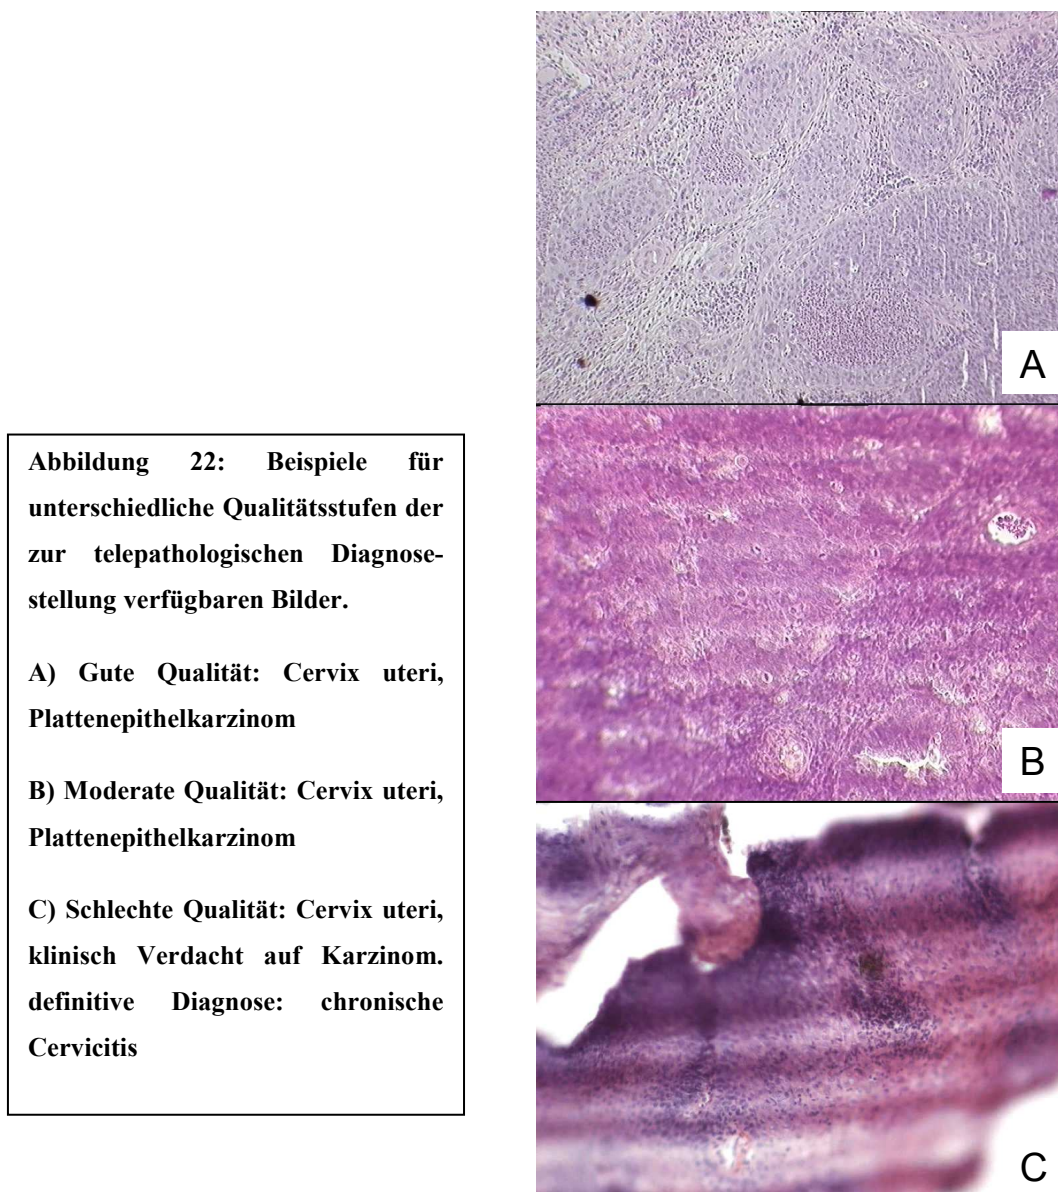 Abbildung 22: Beispiele für
unterschiedliche Qualitätsstufen der
zur telepathologischen Diagnose-
stellung verfügbaren Bilder.
A) Gute Qualität: Cervix uteri,
Plattenepithelkarzinom
B) Moderate Qualität: Cervix uteri,
Plattenepithelkarzinom
C) Schlechte Qualität: Cervix uteri,
klinisch Verdacht auf Karzinom.
definitive Diagnose: chronische
Cervicitis
A
B
C